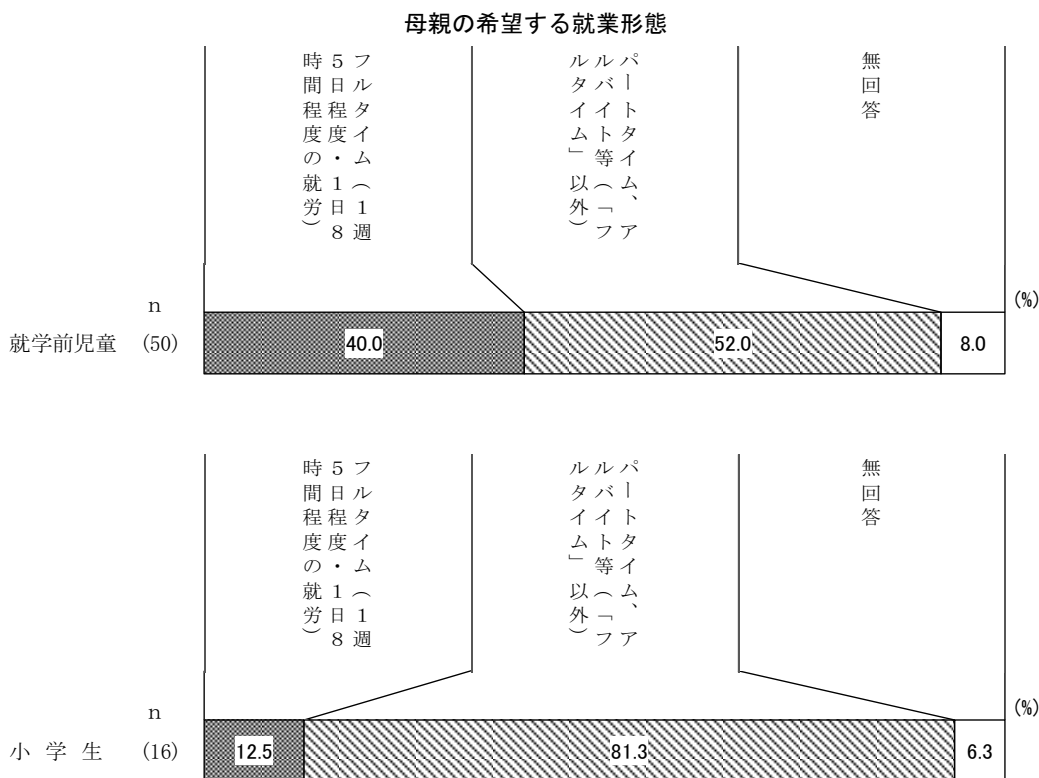 母親の希望する就業形態
フルタイム（１週
５日程度・１日８
時間程度の就労）
パートタイム、ア
ルバイト等（「フ
ルタイム」以外）
無回答
(%)
n
就学前児童 (50)
40.0
52.0
8.0
フルタイム（１週
５日程度・１日８
時間程度の就労）
パートタイム、ア
ルバイト等（「フ
ルタイム」以外）
無回答
(%)
n
小学生 (16)
12.5
81.3
6.3